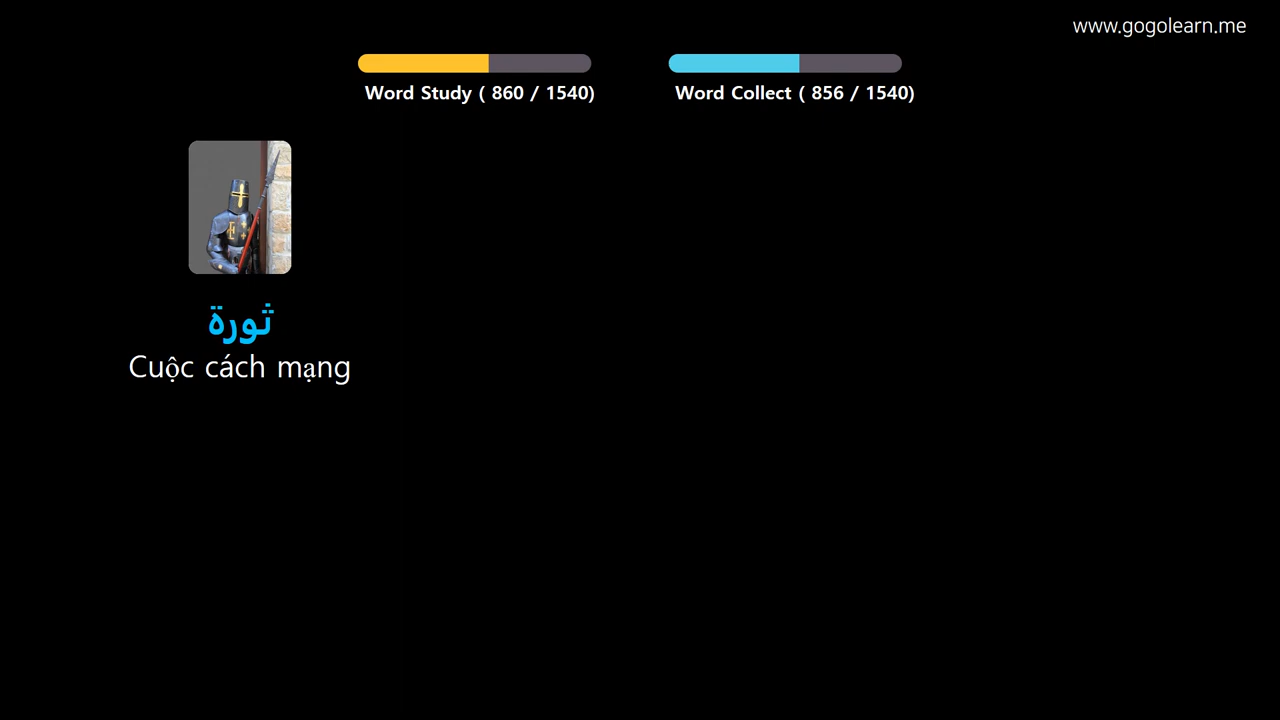 www.gogolearn.me
Word Study ( 860 / 1540)
Word Collect ( 856 / 1540)
ثورة
Cuộc cách mạng